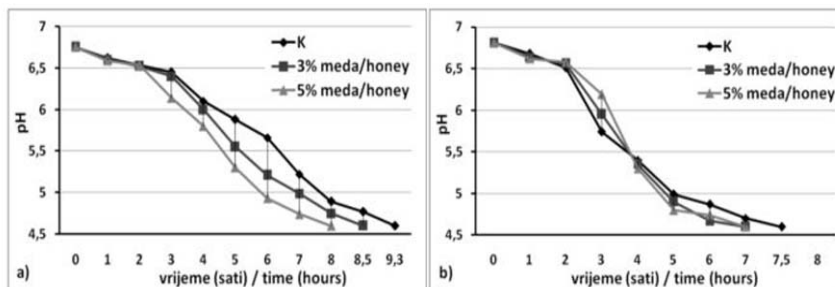 7
6,5
6
5,5
5
4,5
pH
K
3% meda/honey
5% meda/honey
0 1 2 3 4 5 6 7 8 8,5 9,3
a) vrijeme (sati) / time (hours)
7
6,5
6
5,5
5
4,5
pH
K
3% meda/honey
5% meda/honey
0 1 2 3 4 5 6 7 7,5 8
b) vrijeme (sati) / time (hours)